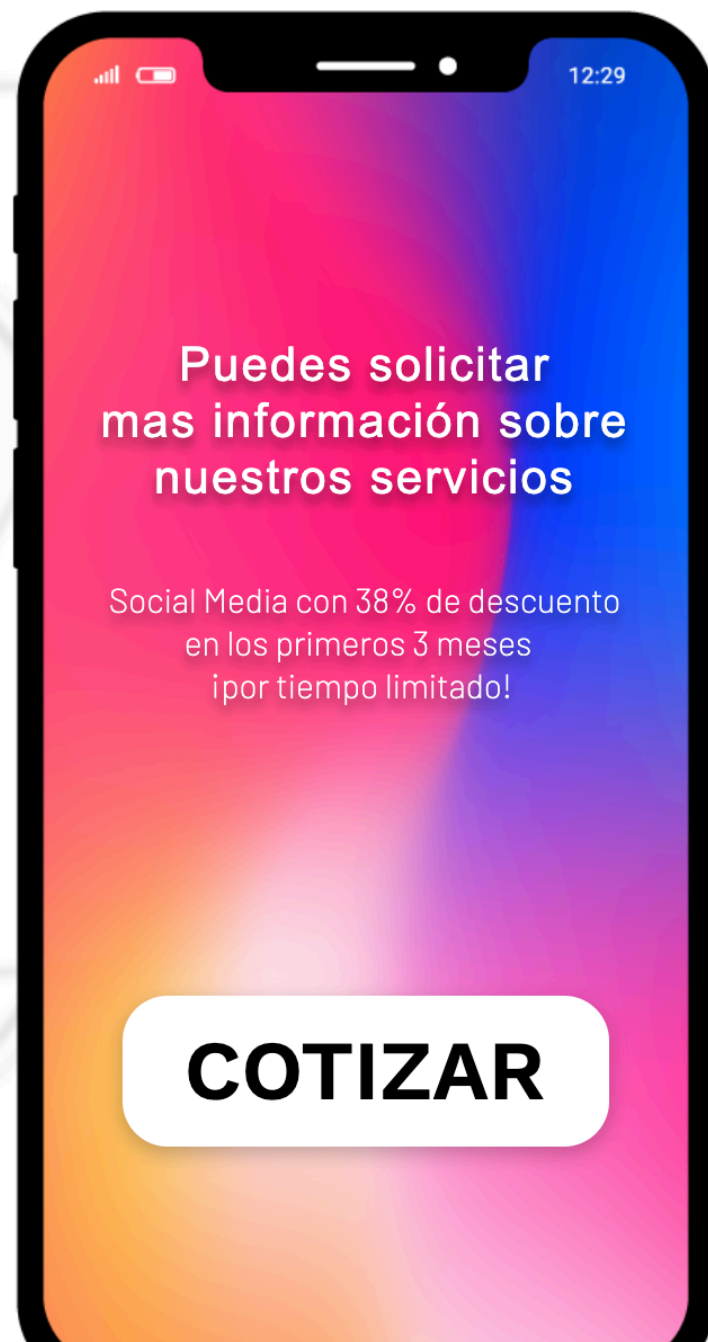 12:29
Puedes solicitar
mas información sobre
nuestros servicios
Social Media con 38% de descuento
en los primeros 3 meses
¡por tiempo limitado!
COTIZAR